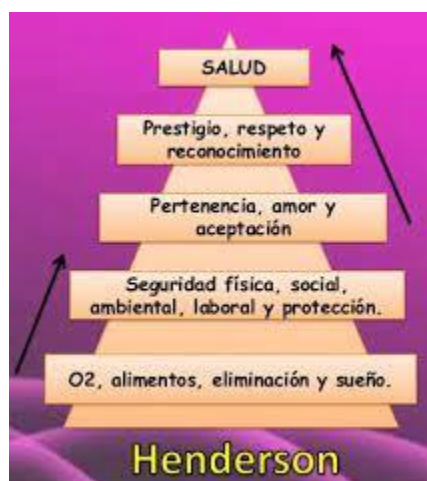 SALUD
Prestigio, respeto y
reconocimiento
Pertenencia, amor y
aceptación
Seguridad física, social,
ambiental, laboral y protección.
O2, alimentos, eliminación y sueño.
Henderson